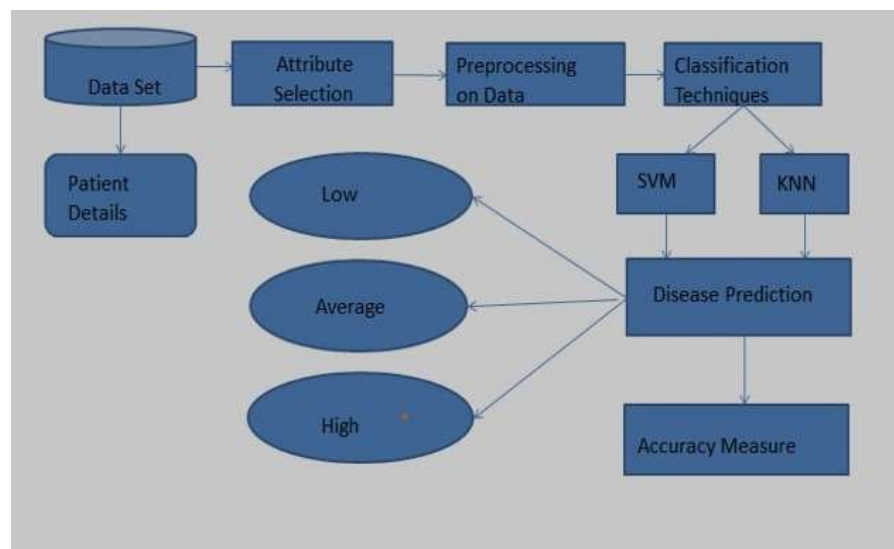 Data Set
Attribute
Selection
Preprocessing
on Data
Classification
Techniques
Patient
Details
Low
SVM
KNN
Average
Disease Prediction
High
Accuracy Measure